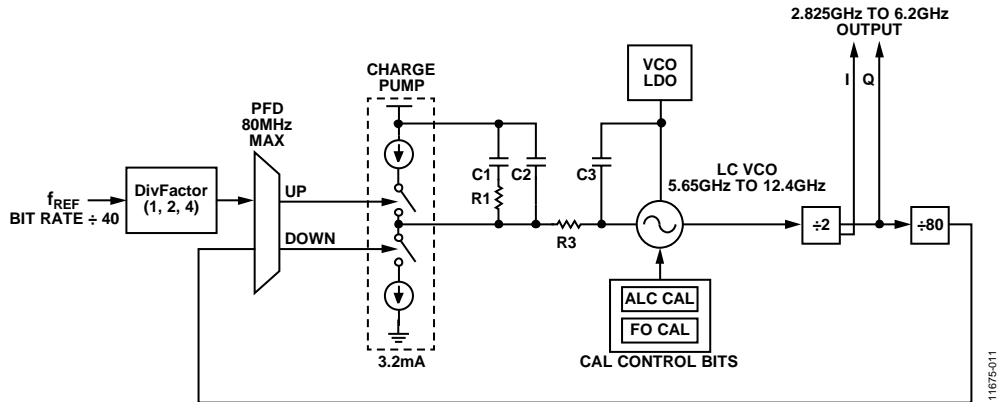 2.825GHz TO 6.2GHz
OUTPUT
I
Q
CHARGE
PUMP
VCO
LDO
PFD
80MHz
MAX
C1
C2
C3
R1
LC VCO
5.65GHz TO 12.4GHz
fREF
BIT RATE ÷ 40
DivFactor
(1, 2, 4)
UP
DOWN
R3
÷2
÷80
ALC CAL
FO CAL
CAL CONTROL BITS
3.2mA
11675-011